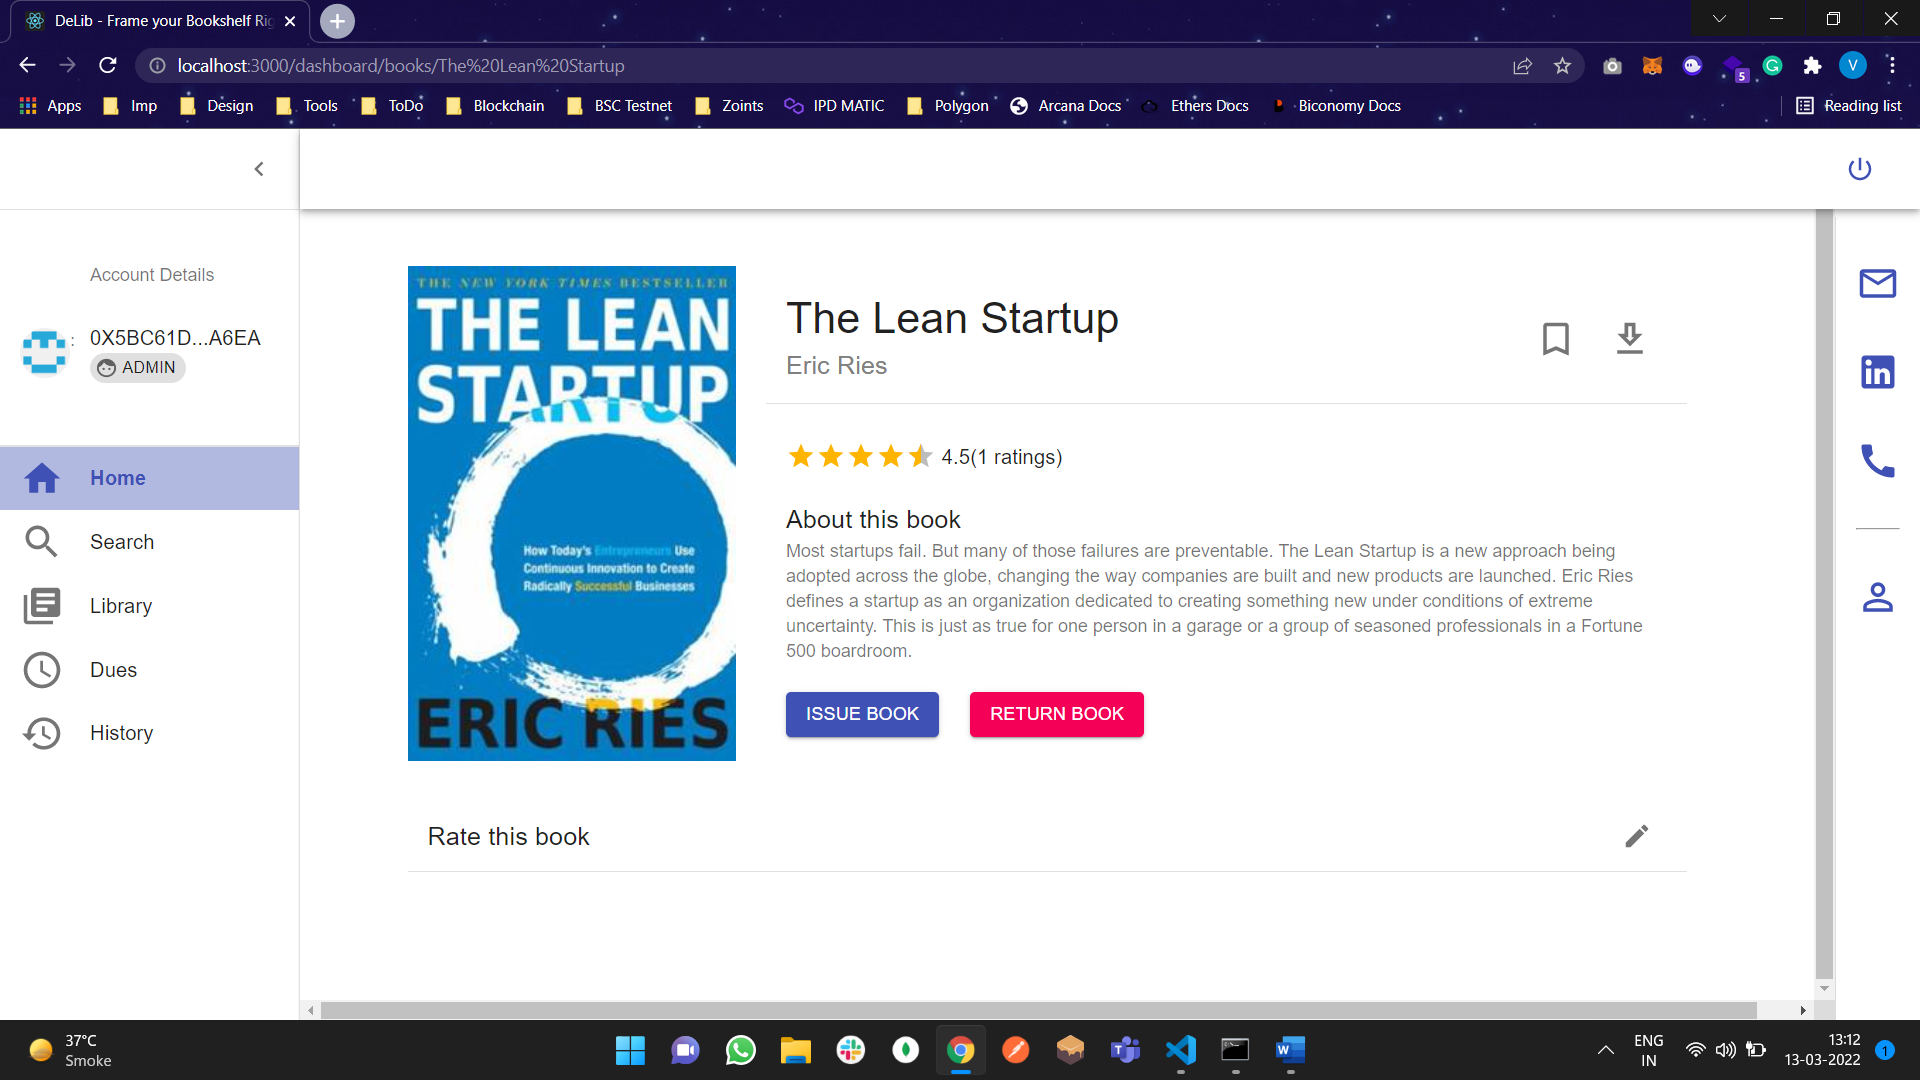 DeLib - Frame your Bookshelf Rig
localhost:3000/dashboard/books/The%20Lean%20Startup
5
V
Apps
Imp
Design
Tools
ToDo
Blockchain
BSC Testnet
Zoints
IPD MATIC
Polygon
Arcana Docs
Ethers Docs
Biconomy Docs
Reading list
Account Details
:
0X5BC61D...A6EA
ADMIN
Home
Search
Library
Dues
History
THE NEW YORK TIMES BESTSELLER
THE LEAN
STARTUP
How Today's Entrepreneurs Use
Continuous Innovation to Create
Radically Successful Businesses
ERIC RIES
The Lean Startup
Eric Ries
4.5(1 ratings)
About this book
Most startups fail. But many of those failures are preventable. The Lean Startup is a new approach being
adopted across the globe, changing the way companies are built and new products are launched. Eric Ries
defines a startup as an organization dedicated to creating something new under conditions of extreme
uncertainty. This is just as true for one person in a garage or a group of seasoned professionals in a Fortune
500 boardroom.
ISSUE BOOK
RETURN BOOK
Rate this book
in
37°C
Smoke
ENG
IN
13:12
13-03-2022
1